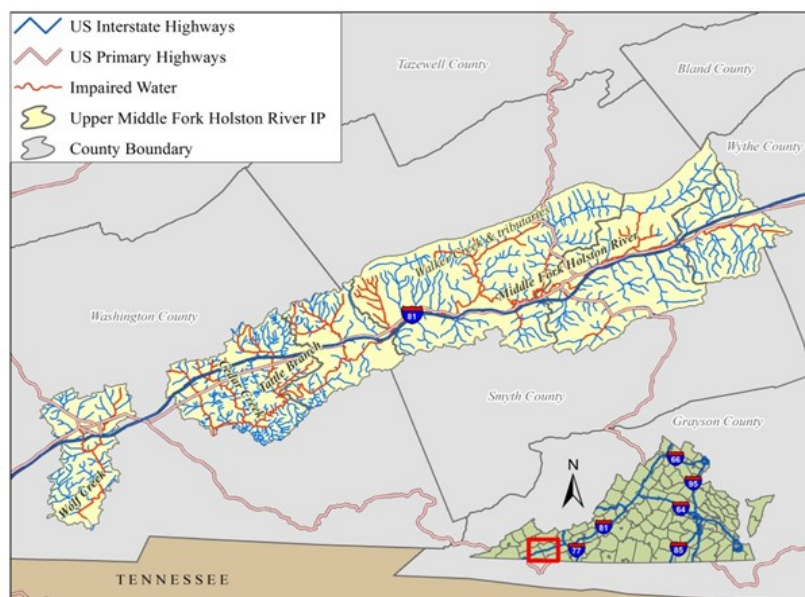 US Interstate Highways
US Primary Highways
Impaired Water
Upper Middle Fork Holston River IP
County Boundary
Tazewell County
Bland County
Wythe County
Walker Creek & tributaries
Middle Fork Holston River
81
Washington County
Tattle Branch
Cedar Creek
Smyth County
Grayson County
Wolf Creek
N
66
95
64
81
77
85
TENNESSEE